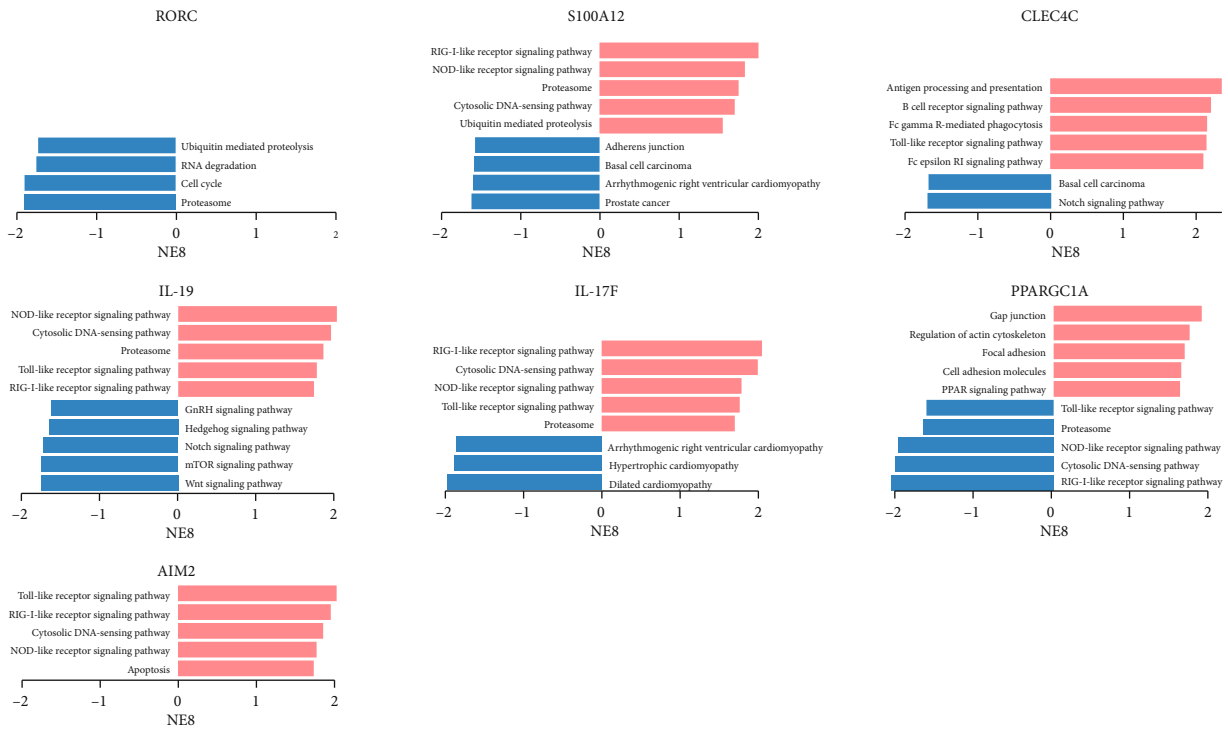 RORC
Ubiquitin mediated proteolysis
RNA degradation
Cell cycle
Proteasome
−2 −1 0 1 2
NE8
S100A12
RIG-I-like receptor signaling pathway
NOD-like receptor signaling pathway
Proteasome
Cytosolic DNA-sensing pathway
Ubiquitin mediated proteolysis
Adherens junction
Basal cell carcinoma
Arrhythmogenic right ventricular cardiomyopathy
Prostate cancer
−2 −1 0 1 2
NE8
CLEC4C
Antigen processing and presentation
B cell receptor signaling pathway
Fc gamma R-mediated phagocytosis
Toll-like receptor signaling pathway
Fc epsilon RI signaling pathway
Basal cell carcinoma
Notch signaling pathway
−2 −1 0 1 2
NE8
IL-19
NOD-like receptor signaling pathway
Cytosolic DNA-sensing pathway
Proteasome
Toll-like receptor signaling pathway
RIG-I-like receptor signaling pathway
GnRH signaling pathway
Hedgehog signaling pathway
Notch signaling pathway
mTOR signaling pathway
Wnt signaling pathway
−2 −1 0 1 2
NE8
IL-17F
RIG-I-like receptor signaling pathway
Cytosolic DNA-sensing pathway
NOD-like receptor signaling pathway
Toll-like receptor signaling pathway
Proteasome
Arrhythmogenic right ventricular cardiomyopathy
Hypertrophic cardiomyopathy
Dilated cardiomyopathy
−2 −1 0 1 2
NE8
PPARGC1A
Gap junction
Regulation of actin cytoskeleton
Focal adhesion
Cell adhesion molecules
PPAR signaling pathway
Toll-like receptor signaling pathway
Proteasome
NOD-like receptor signaling pathway
Cytosolic DNA-sensing pathway
RIG-I-like receptor signaling pathway
−2 −1 0 1 2
NE8
AIM2
Toll-like receptor signaling pathway
RIG-I-like receptor signaling pathway
Cytosolic DNA-sensing pathway
NOD-like receptor signaling pathway
Apoptosis
−2 −1 0 1 2
NE8